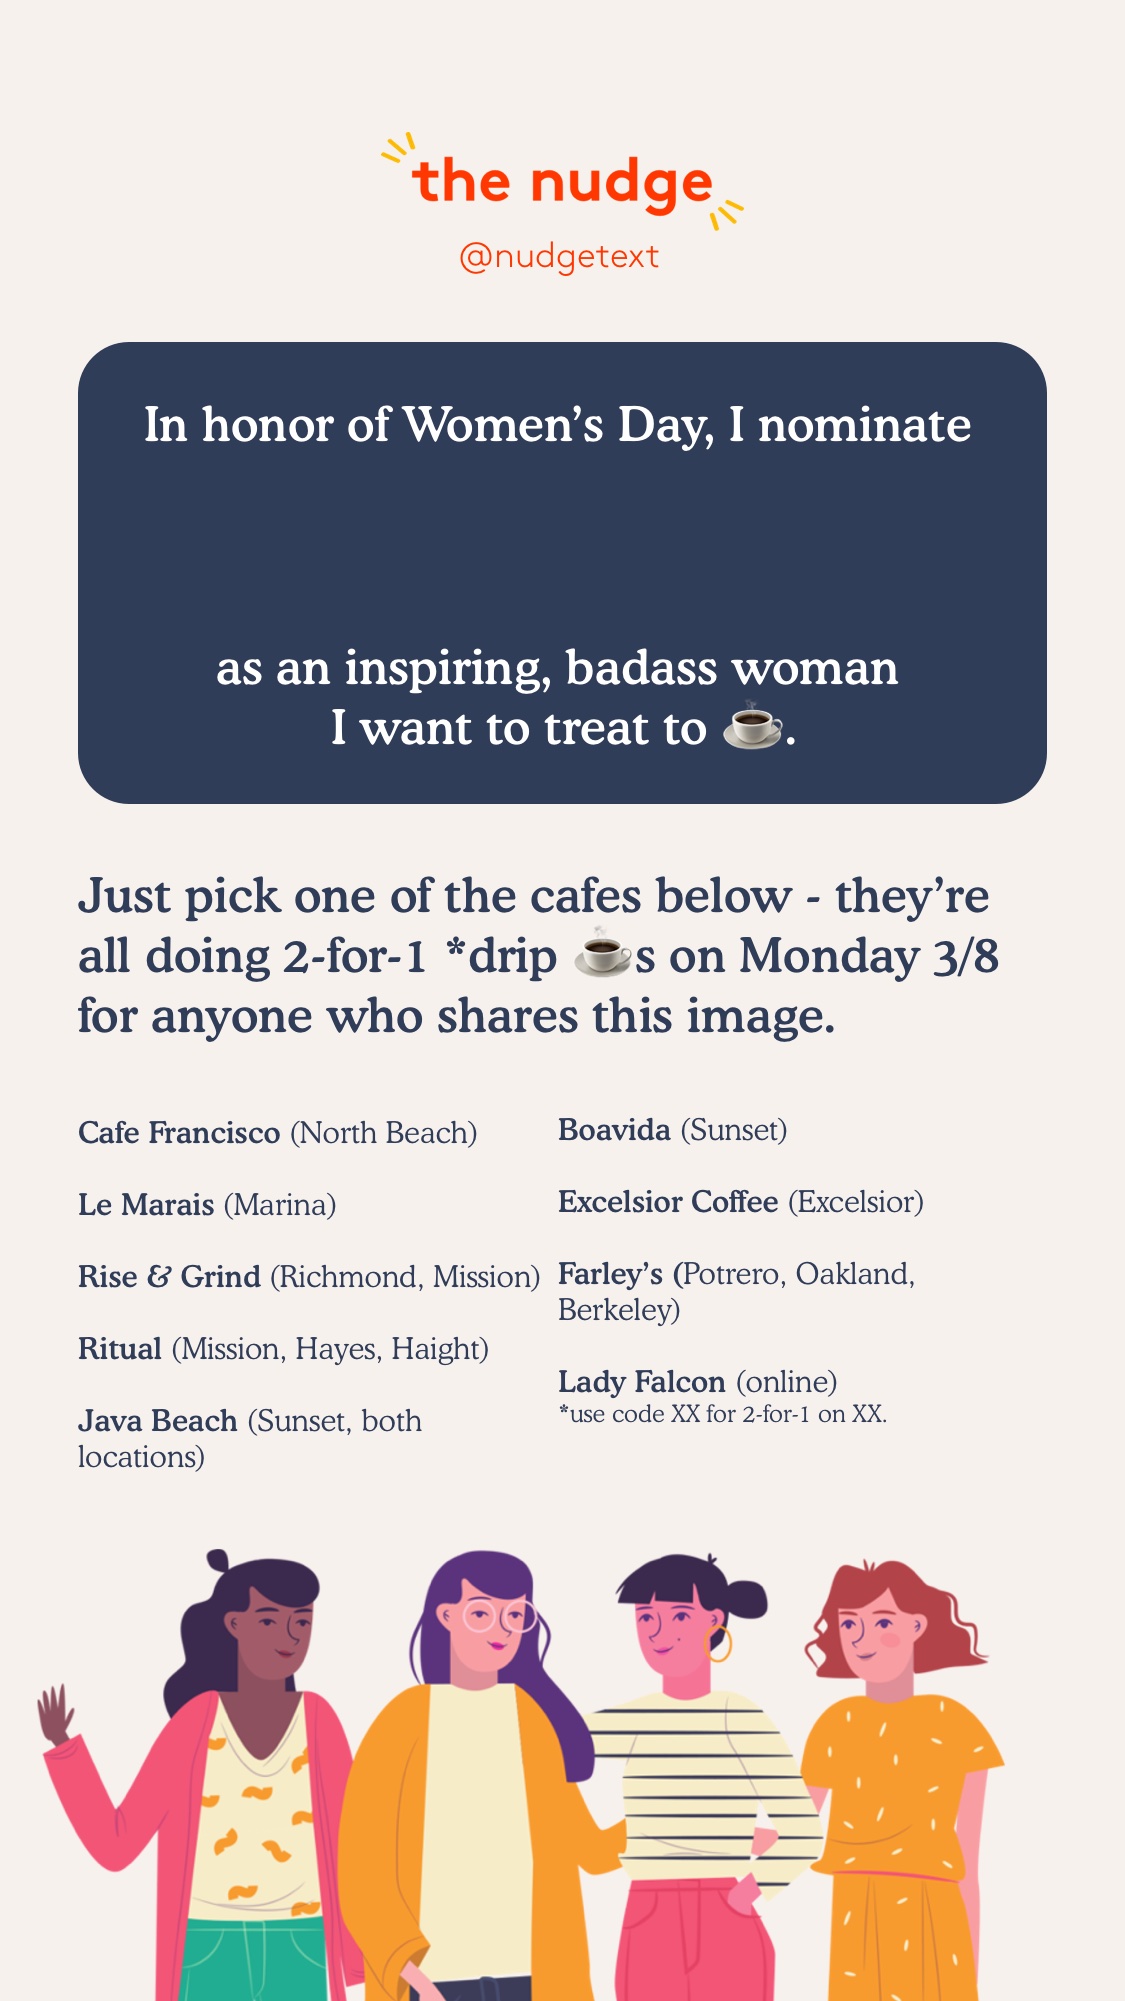 the nudge
@nudgetext
In honor of Women’s Day, I nominate
as an inspiring, badass woman
I want to treat to ☕.
Just pick one of the cafes below - they’re
all doing 2-for-1 *drip ☕s on Monday 3/8
for anyone who shares this image.
Cafe Francisco (North Beach)
Le Marais (Marina)
Rise & Grind (Richmond, Mission)
Ritual (Mission, Hayes, Haight)
Java Beach (Sunset, both
locations)
Boavida (Sunset)
Excelsior Coffee (Excelsior)
Farley’s (Potrero, Oakland,
Berkeley)
Lady Falcon (online)
*use code XX for 2-for-1 on XX.